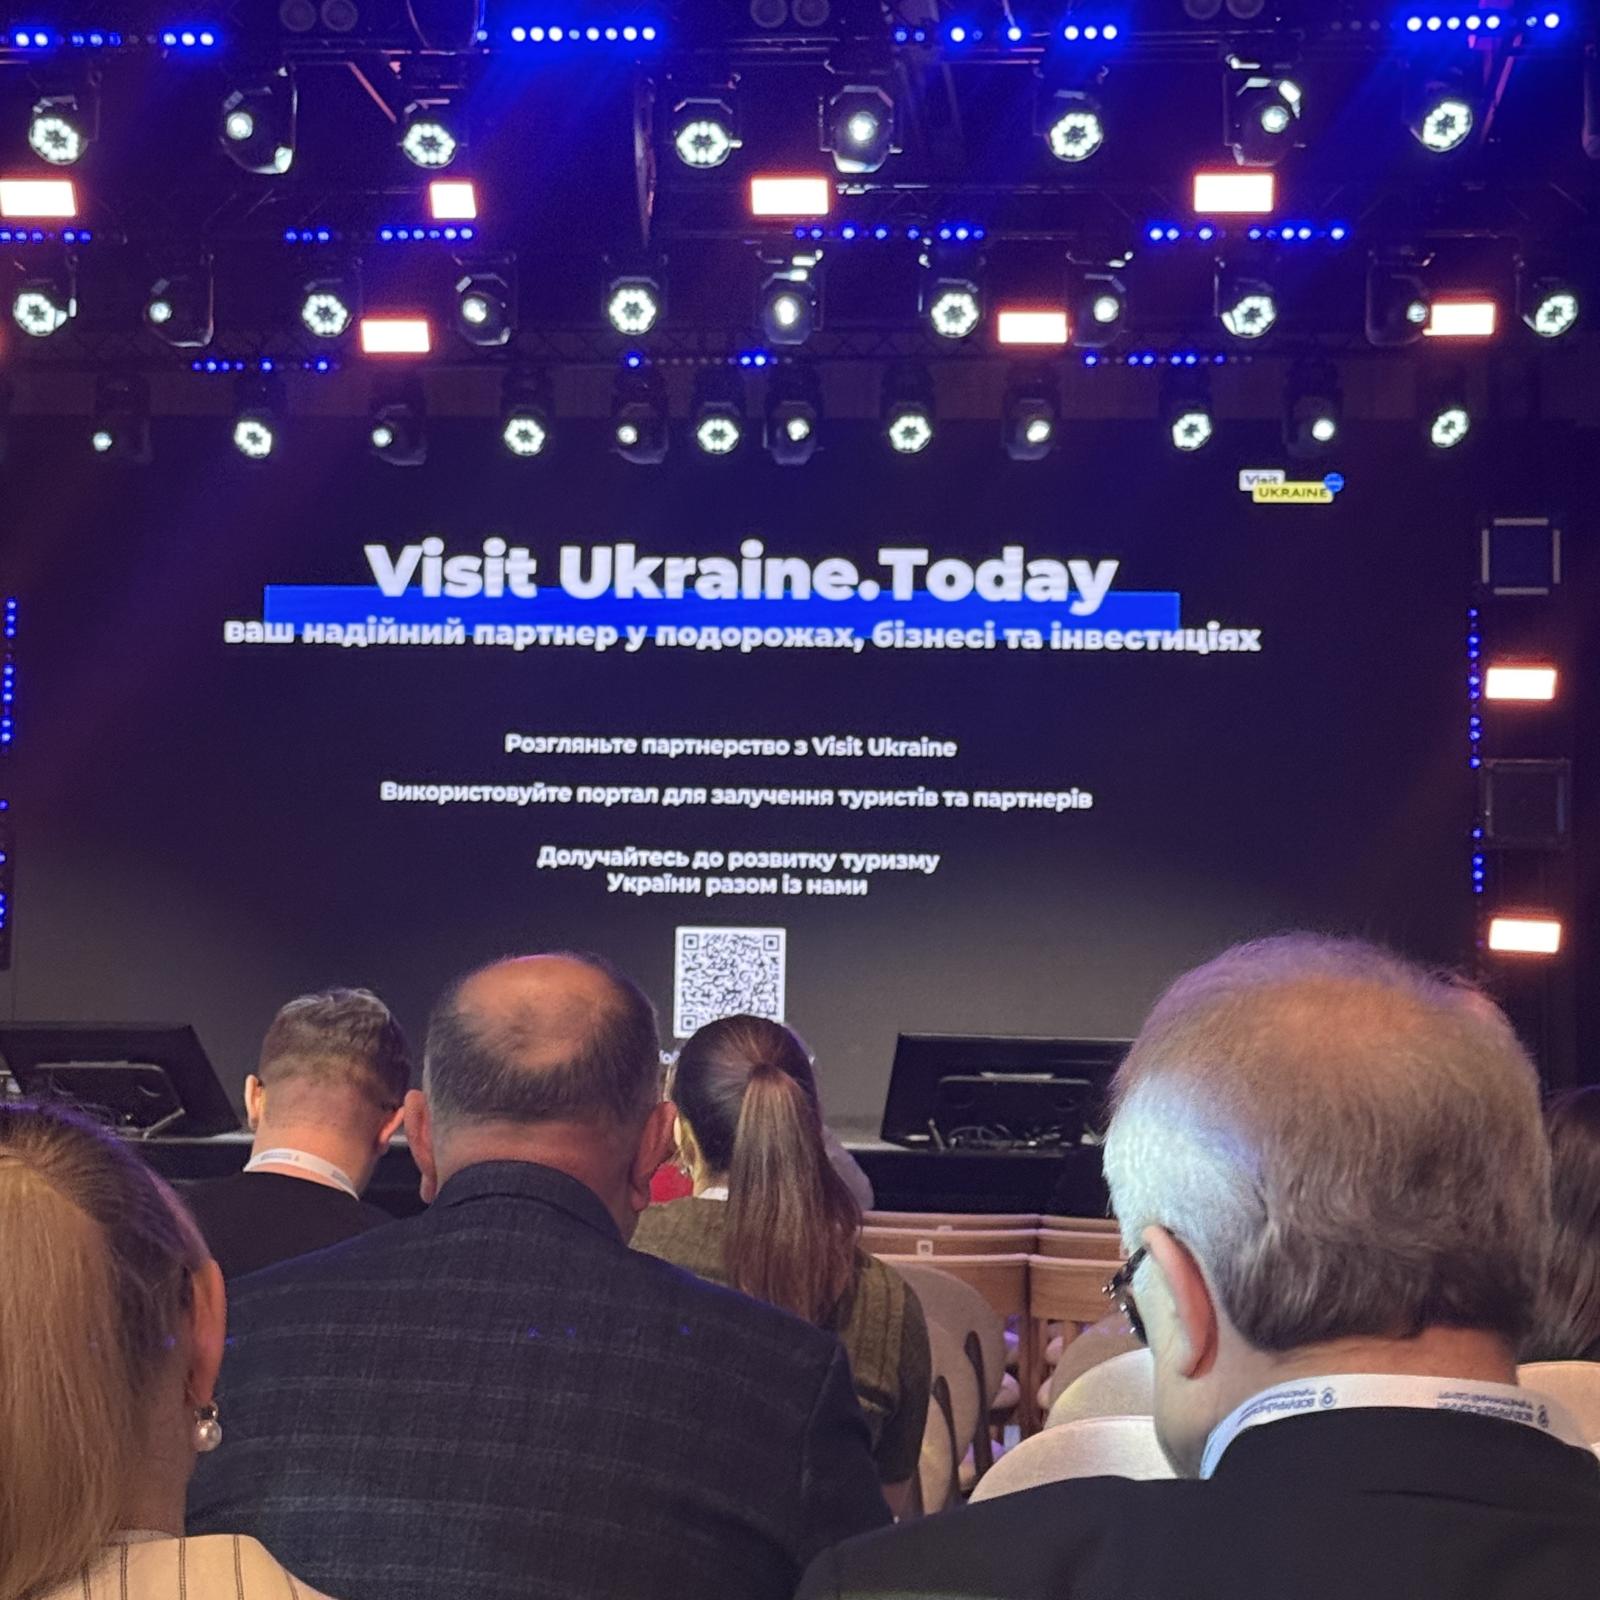 Visit
UKRAINE
Visit Ukraine.Today
ваш надійний партнер у подорожах, бізнесі та інвестиціях
Розгляньте партнерство з Visit Ukraine
Використовуйте портал для залучення туристів та партнерів
Долучайтесь до розвитку туризму
України разом із нами